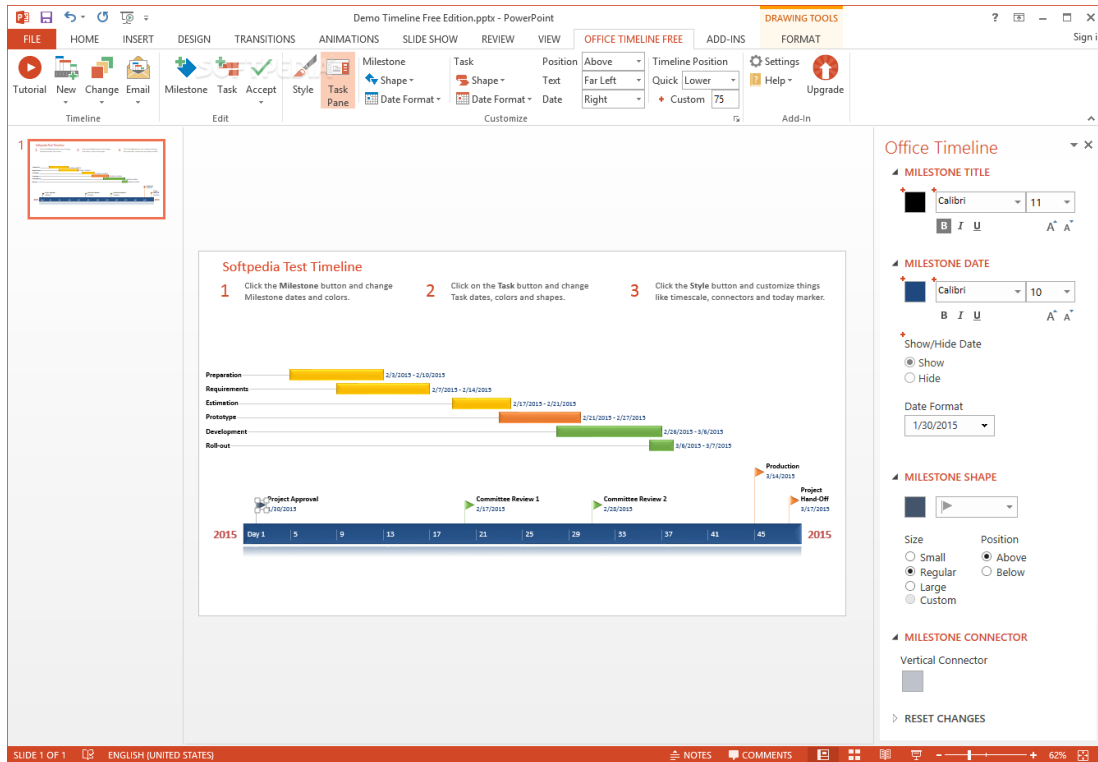 Demo Timeline Free Edition.pptx - PowerPoint
DRAWING TOOLS
?
FILE HOME INSERT DESIGN TRANSITIONS ANIMATIONS SLIDE SHOW REVIEW VIEW OFFICE TIMELINE FREE ADD-INS FORMAT
Sign i
Tutorial New Change Email
Timeline
Milestone Task Accept
Edit
Style Task Pane
Milestone Task Position Above Timeline Position
Shape Shape Text Far Left Quick Lower
Date Format Date Format Date Right + Custom 75
Customize
Settings
Help
Upgrade
Add-In
1
Softpedia Test Timeline
1 Click the Milestone button and change
Milestone dates and colors.
2 Click on the Task button and change
Task dates, colors and shapes.
3 Click the Style button and customize things
like timescale, connectors and today marker.
Preparation 2/3/2015 - 2/10/2015
Requirements 2/7/2015 - 2/14/2015
Estimation 2/17/2015 - 2/21/2015
Prototype 2/21/2015 - 2/27/2015
Development 2/26/2015 - 3/6/2015
Roll-out 3/6/2015 - 3/7/2015
Production
3/14/2015
Project Approval
1/30/2015
Committee Review 1
2/17/2015
Committee Review 2
2/28/2015
Project
Hand-Off
3/17/2015
2015 Day 1 5 9 13 17 21 25 29 33 37 41 45 2015
Office Timeline
MILESTONE TITLE
Calibri 11
B I U A A
MILESTONE DATE
Calibri 10
B I U A A
Show/Hide Date
Show
Hide
Date Format
1/30/2015
MILESTONE SHAPE
Size Position
Small Above
Regular Below
Large
Custom
MILESTONE CONNECTOR
Vertical Connector
RESET CHANGES
SLIDE 1 OF 1 ENGLISH (UNITED STATES) NOTES COMMENTS 62%